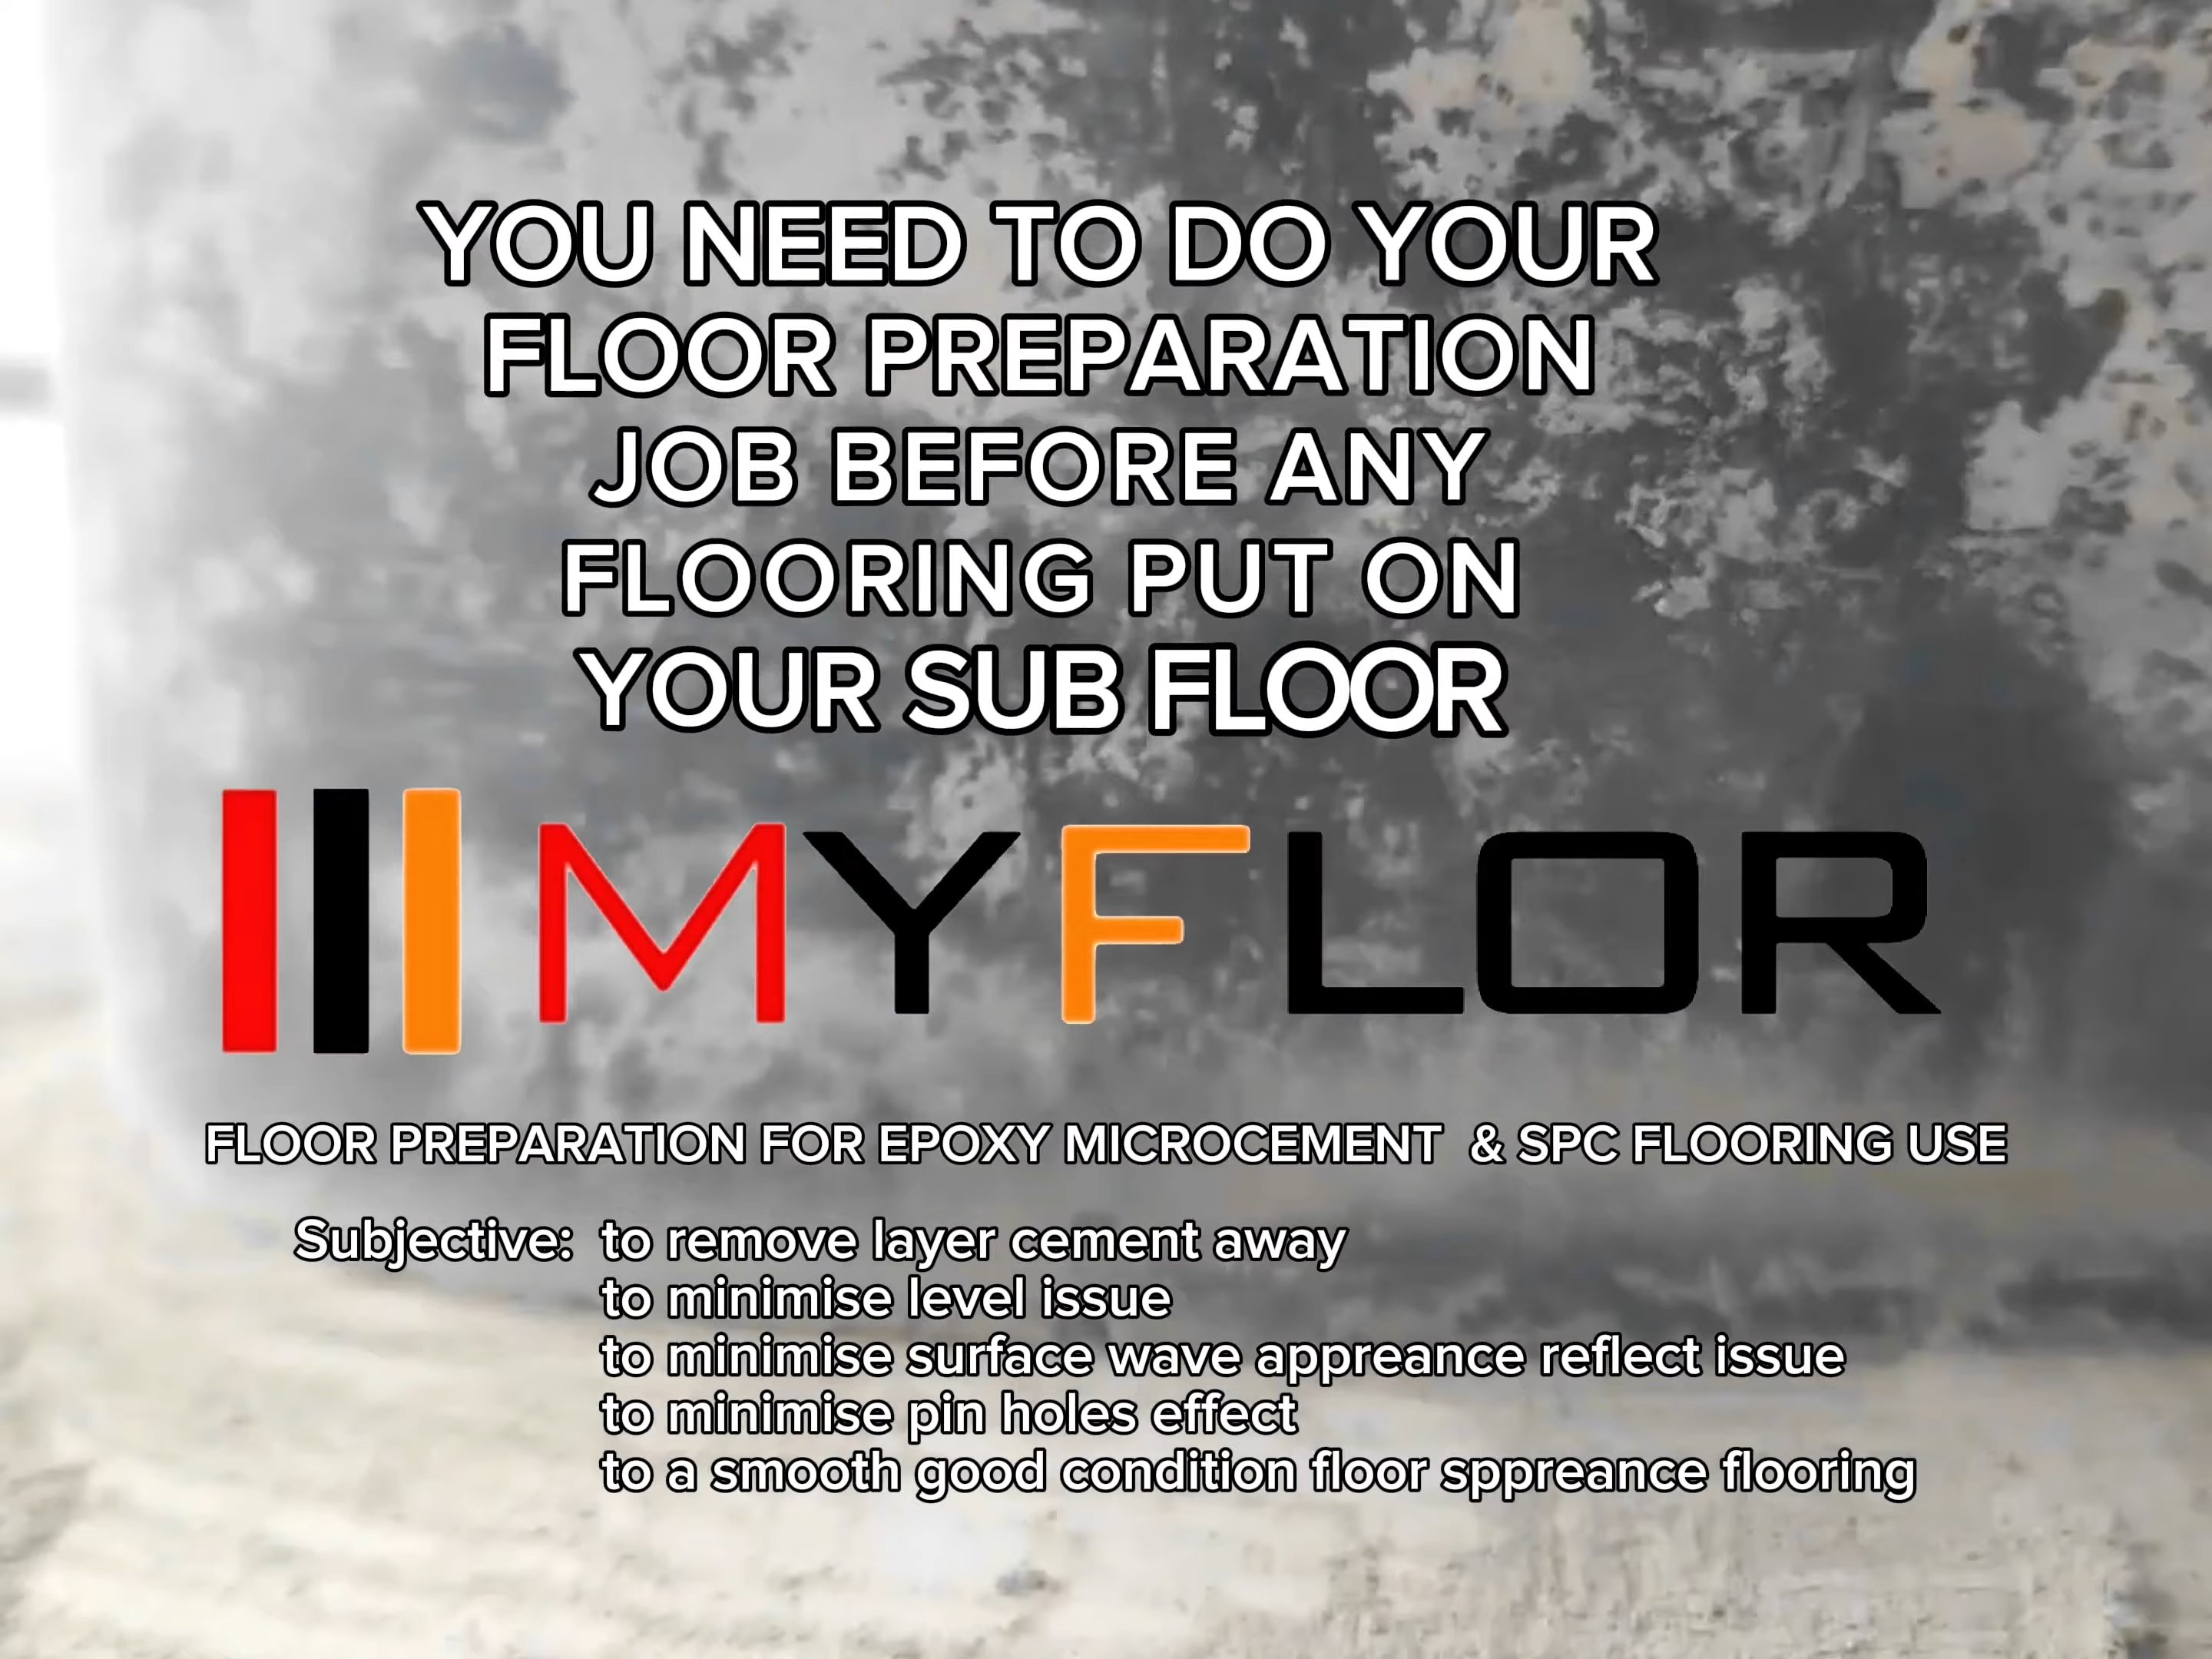 YOU NEED TO DO YOUR
FLOOR PREPARATION
JOB BEFORE ANY
FLOORING PUT ON
YOUR SUB FLOOR
MYFLOR
FLOOR PREPARATION FOR EPOXY MICROCEMENT & SPC FLOORING USE
Subjective: to remove layer cement away
to minimise level issue
to minimise surface wave appreance reflect issue
to minimise pin holes effect
to a smooth good condition floor sppreance flooring